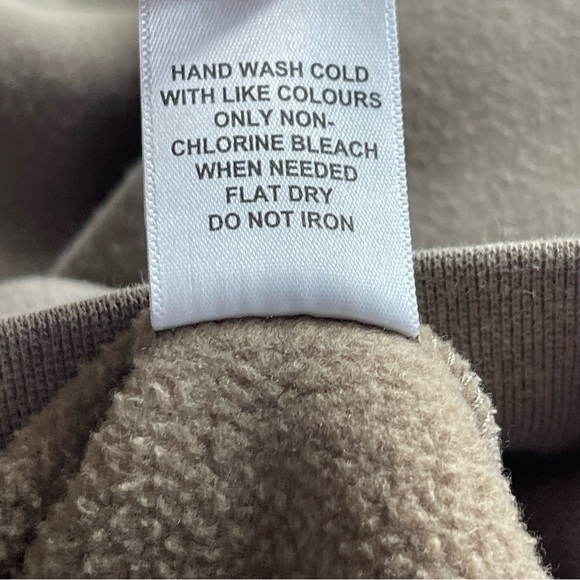 HAND WASH COLD
WITH LIKE COLOURS
ONLY NON-
CHLORINE BLEACH
WHEN NEEDED
FLAT DRY
DO NOT IRON